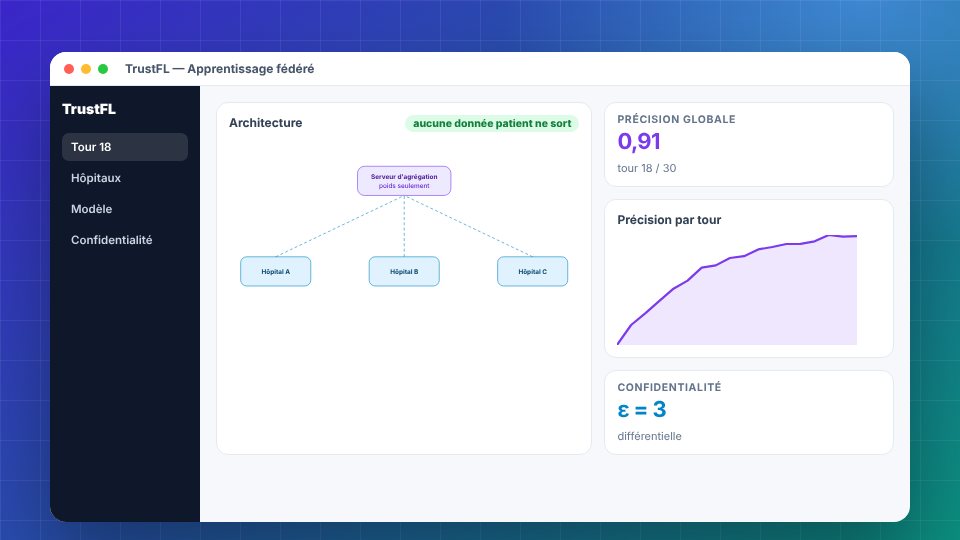 TrustFL — Apprentissage fédéré
TrustFL
Tour 18
Hôpitaux
Modèle
Confidentialité
Architecture
aucune donnée patient ne sort
Serveur d'agrégation
poids seulement
Hôpital A
Hôpital B
Hôpital C
PRÉCISION GLOBALE
0,91
tour 18 / 30
Précision par tour
CONFIDENTIALITÉ
ε = 3
différentielle